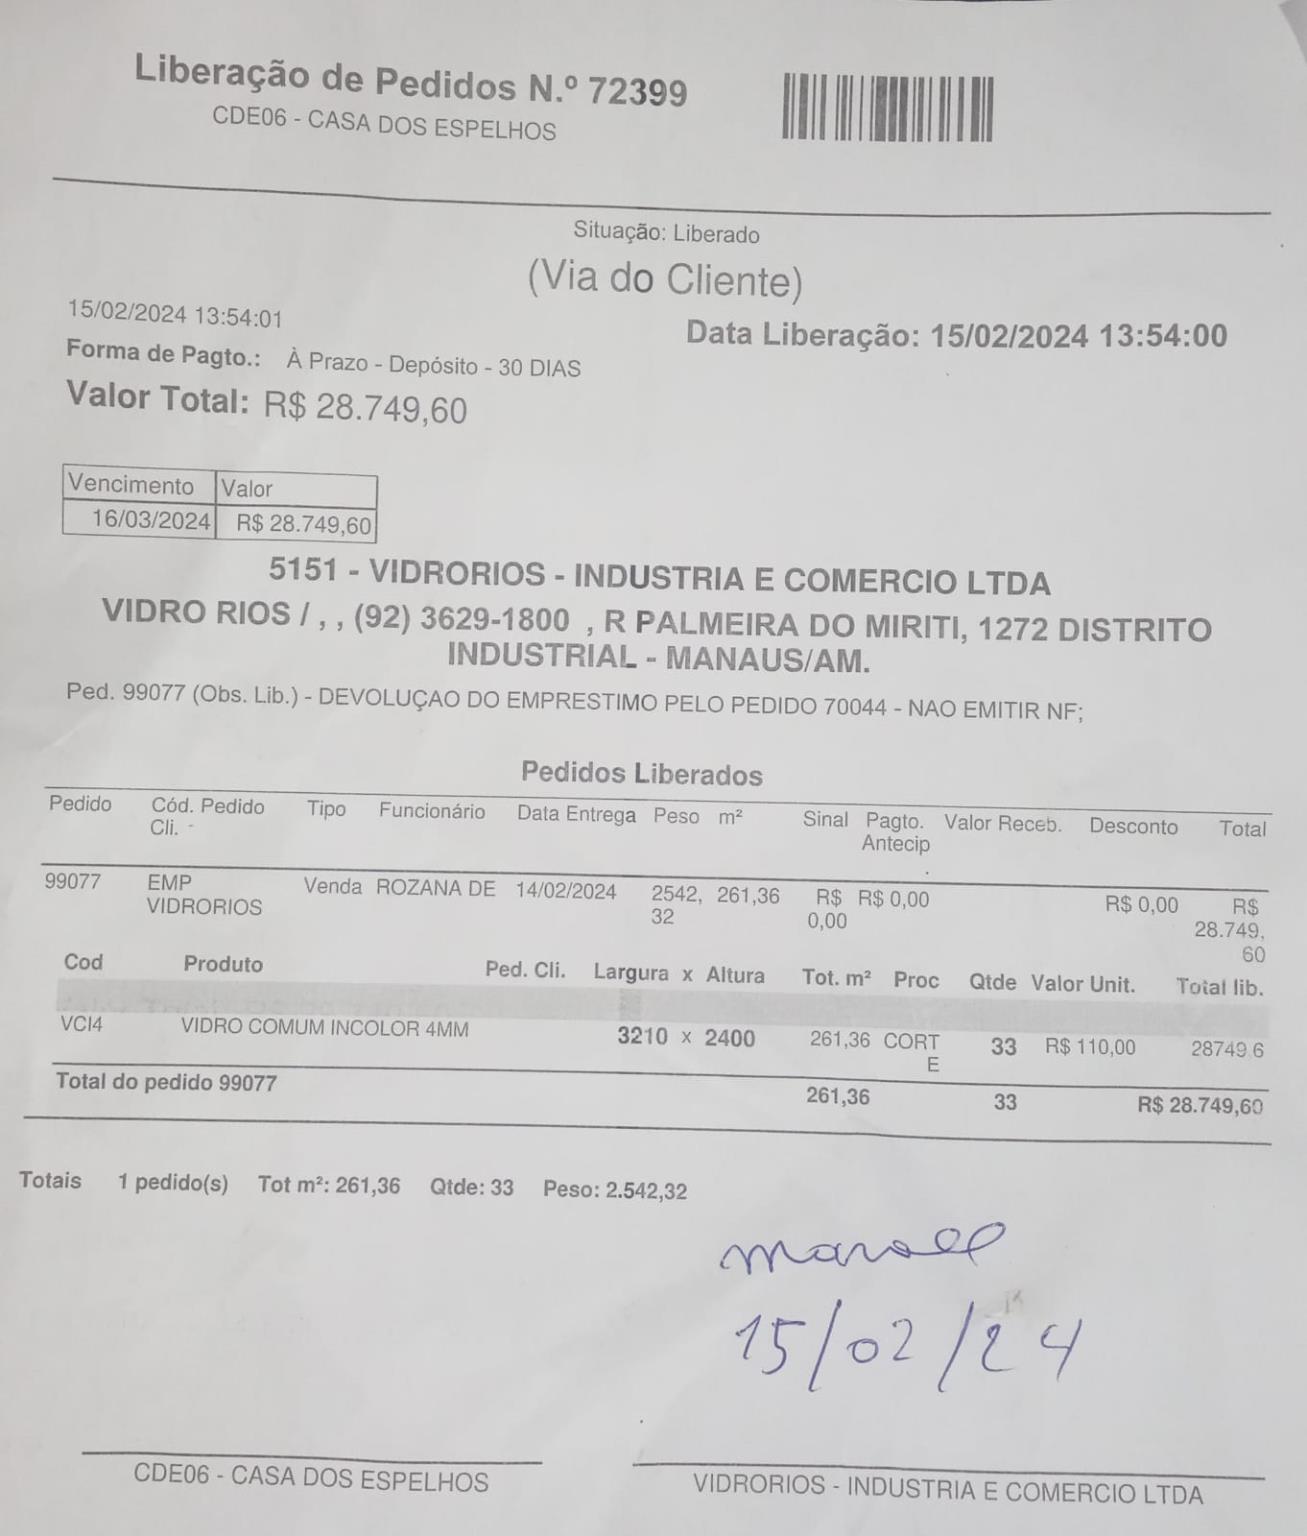 Liberação de Pedidos N.º 72399
CDE06 - CASA DOS ESPELHOS
Situação: Liberado
(Via do Cliente)
15/02/2024 13:54:01
Data Liberação: 15/02/2024 13:54:00
Forma de Pagto.: À Prazo - Depósito - 30 DIAS
Valor Total: R$ 28.749,60
Vencimento Valor
16/03/2024 R$ 28.749,60
5151 - VIDRORIOS - INDUSTRIA E COMERCIO LTDA
VIDRO RIOS / , , (92) 3629-1800 , R PALMEIRA DO MIRITI, 1272 DISTRITO
INDUSTRIAL - MANAUS/AM.
Ped. 99077 (Obs. Lib.) - DEVOLUÇAO DO EMPRESTIMO PELO PEDIDO 70044 - NAO EMITIR NF;
Pedidos Liberados
Pedido Cód. Pedido Tipo Funcionário Data Entrega Peso m² Sinal Pagto. Valor Receb. Desconto Total
Cli. - Antecip
99077 EMP Venda ROZANA DE 14/02/2024 2542, 261,36 R$ R$ 0,00 R$ 0,00 R$
VIDRORIOS 32 0,00 28.749,
60
Cod Produto Ped. Cli. Largura x Altura Tot. m² Proc Qtde Valor Unit. Total lib.
VCI4 VIDRO COMUM INCOLOR 4MM 3210 x 2400 261,36 CORT 33 R$ 110,00 28749.6
E
Total do pedido 99077 261,36 33 R$ 28.749,60
Totais 1 pedido(s) Tot m²: 261,36 Qtde: 33 Peso: 2.542,32
15/02/24
CDE06 - CASA DOS ESPELHOS
VIDRORIOS - INDUSTRIA E COMERCIO LTDA